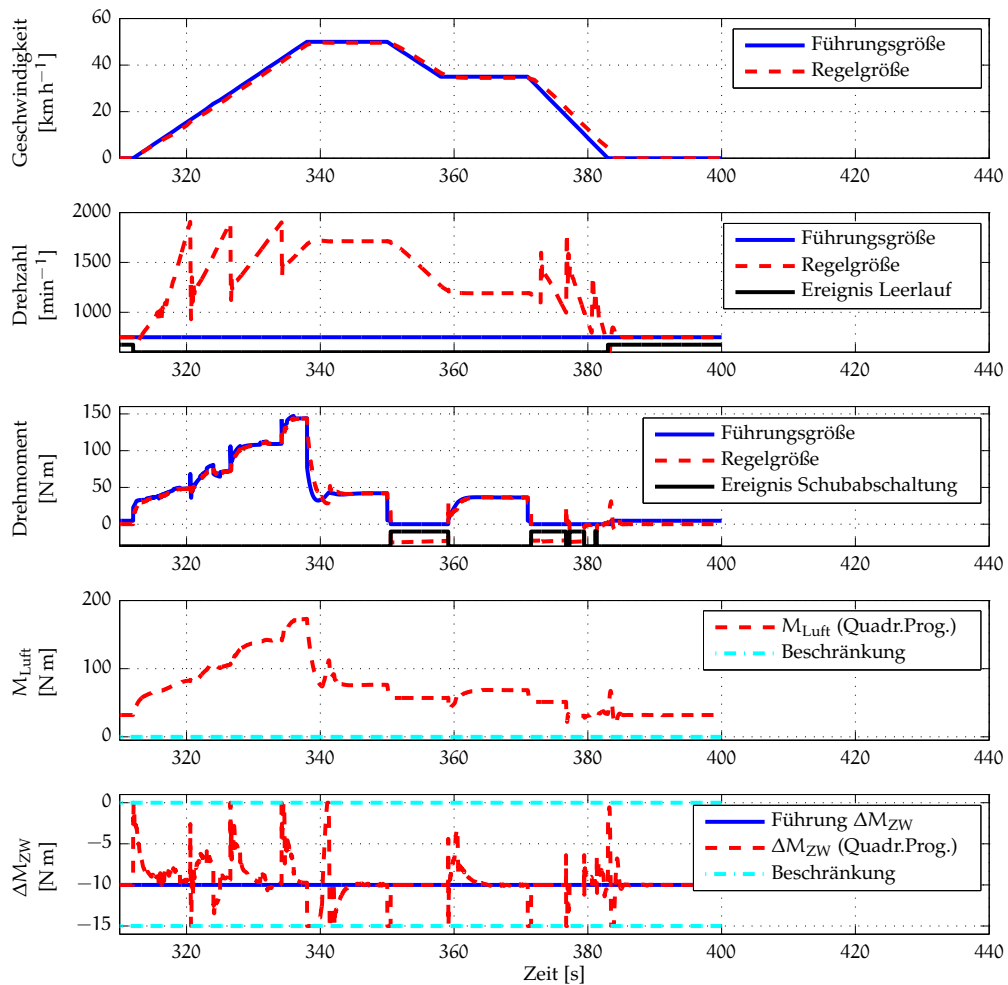 Geschwindigkeit
[km h⁻¹]
60
40
20
0
320 340 360 380 400 420 440
Führungsgröße
Regelgröße
Drehzahl
[min⁻¹]
2000
1500
1000
320 340 360 380 400 420 440
Führungsgröße
Regelgröße
Ereignis Leerlauf
Drehmoment
[N m]
150
100
50
0
320 340 360 380 400 420 440
Führungsgröße
Regelgröße
Ereignis Schubabschaltung
M_Luft
[N m]
200
100
0
320 340 360 380 400 420 440
M_Luft (Quadr.Prog.)
Beschränkung
ΔM_ZW
[N m]
0
−5
−10
−15
320 340 360 380 400 420 440
Führung ΔM_ZW
ΔM_ZW (Quadr.Prog.)
Beschränkung
Zeit [s]